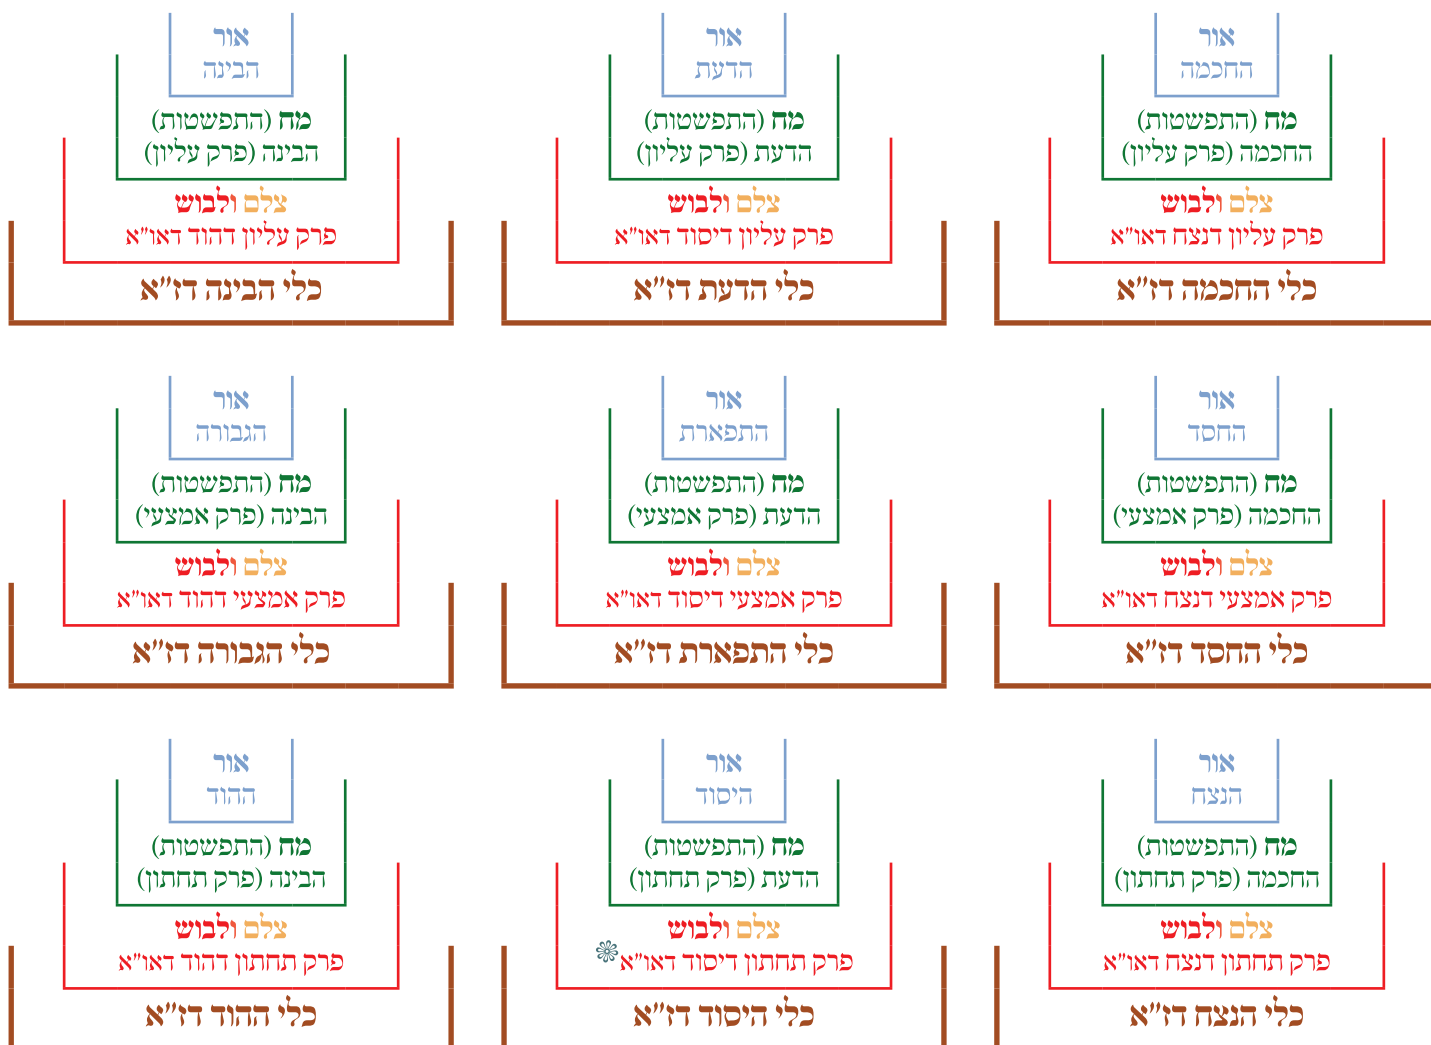 אור
החכמה
מח (התפשטות)
החכמה (פרק עליון)
צלם ולבוש
פרק עליון דנצח דאו"א
כלי החכמה דז"א
אור
הדעת
מח (התפשטות)
הדעת (פרק עליון)
צלם ולבוש
פרק עליון דיסוד דאו"א
כלי הדעת דז"א
אור
הבינה
מח (התפשטות)
הבינה (פרק עליון)
צלם ולבוש
פרק עליון דהוד דאו"א
כלי הבינה דז"א
אור
החסד
מח (התפשטות)
החכמה (פרק אמצעי)
צלם ולבוש
פרק אמצעי דנצח דאו"א
כלי החסד דז"א
אור
התפארת
מח (התפשטות)
הדעת (פרק אמצעי)
צלם ולבוש
פרק אמצעי דיסוד דאו"א
כלי התפארת דז"א
אור
הגבורה
מח (התפשטות)
הבינה (פרק אמצעי)
צלם ולבוש
פרק אמצעי דהוד דאו"א
כלי הגבורה דז"א
אור
הנצח
מח (התפשטות)
החכמה (פרק תחתון)
צלם ולבוש
פרק תחתון דנצח דאו"א
כלי הנצח דז"א
אור
היסוד
מח (התפשטות)
הדעת (פרק תחתון)
צלם ולבוש
פרק תחתון דיסוד דאו"א
כלי היסוד דז"א
אור
ההוד
מח (התפשטות)
הבינה (פרק תחתון)
צלם ולבוש
פרק תחתון דהוד דאו"א
כלי ההוד דז"א